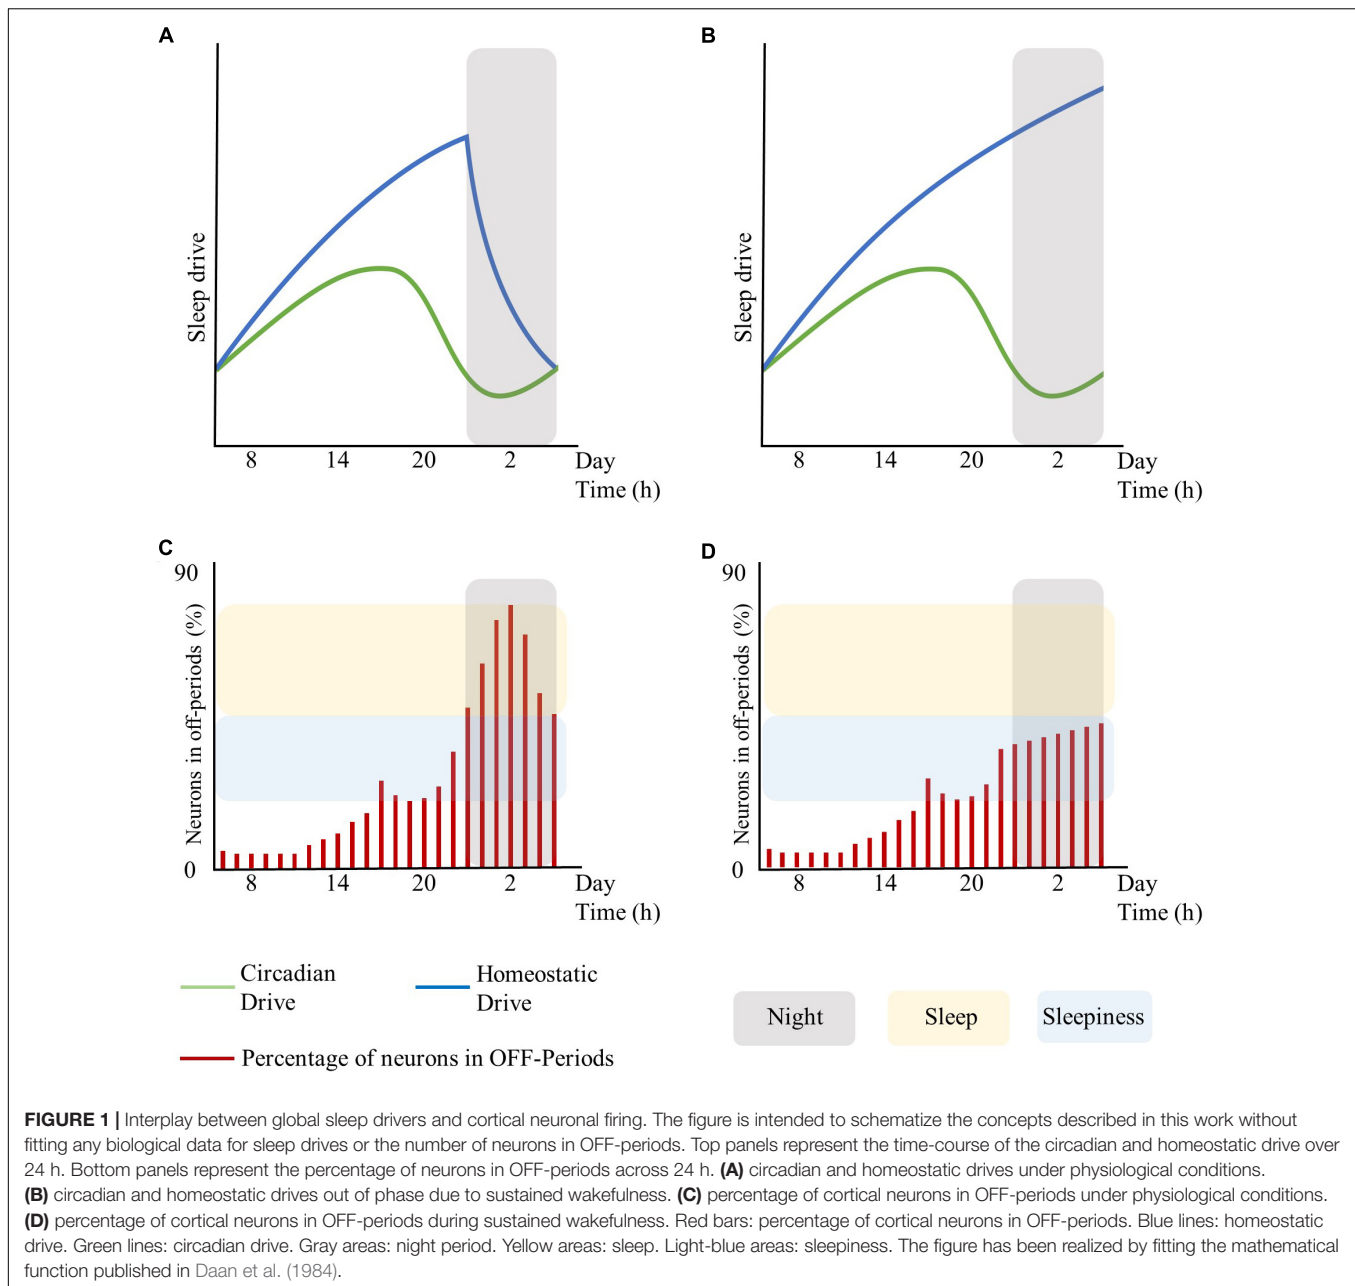 A
B
Sleep drive
Sleep drive
8 14 20 2 Day
Time (h)
8 14 20 2 Day
Time (h)
C
D
90
90
Neurons in off-periods (%)
Neurons in off-periods (%)
0
0
8 14 20 2 Day
Time (h)
8 14 20 2 Day
Time (h)
Circadian
Drive
Homeostatic
Drive
Night
Sleep
Sleepiness
Percentage of neurons in OFF-Periods
FIGURE 1 | Interplay between global sleep drivers and cortical neuronal firing. The figure is intended to schematize the concepts described in this work without
fitting any biological data for sleep drives or the number of neurons in OFF-periods. Top panels represent the time-course of the circadian and homeostatic drive over
24 h. Bottom panels represent the percentage of neurons in OFF-periods across 24 h. (A) circadian and homeostatic drives under physiological conditions.
(B) circadian and homeostatic drives out of phase due to sustained wakefulness. (C) percentage of cortical neurons in OFF-periods under physiological conditions.
(D) percentage of cortical neurons in OFF-periods during sustained wakefulness. Red bars: percentage of cortical neurons in OFF-periods. Blue lines: homeostatic
drive. Green lines: circadian drive. Gray areas: night period. Yellow areas: sleep. Light-blue areas: sleepiness. The figure has been realized by fitting the mathematical
function published in Daan et al. (1984).